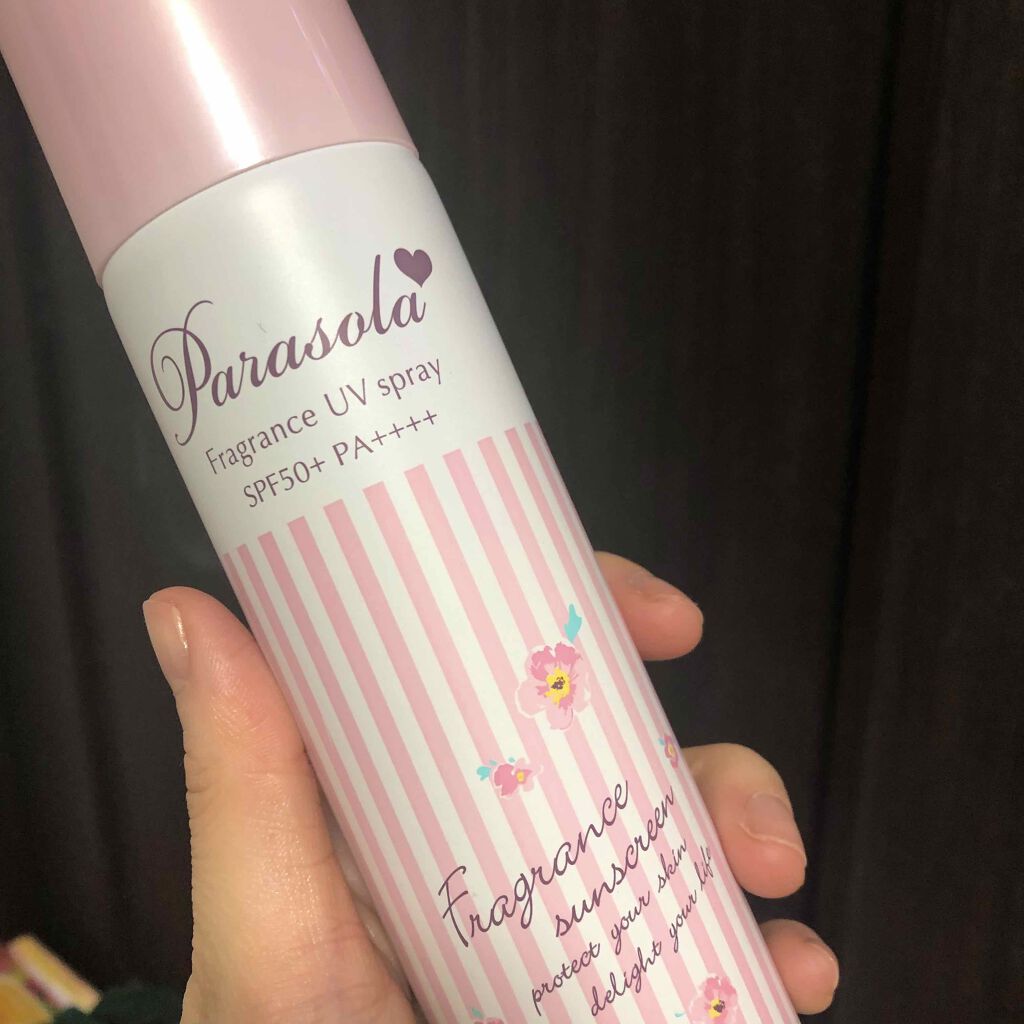 Parasola
Fragrance UV spray
SPF50+ PA++++
Fragrance
sunscreen
protect your skin
delight your life